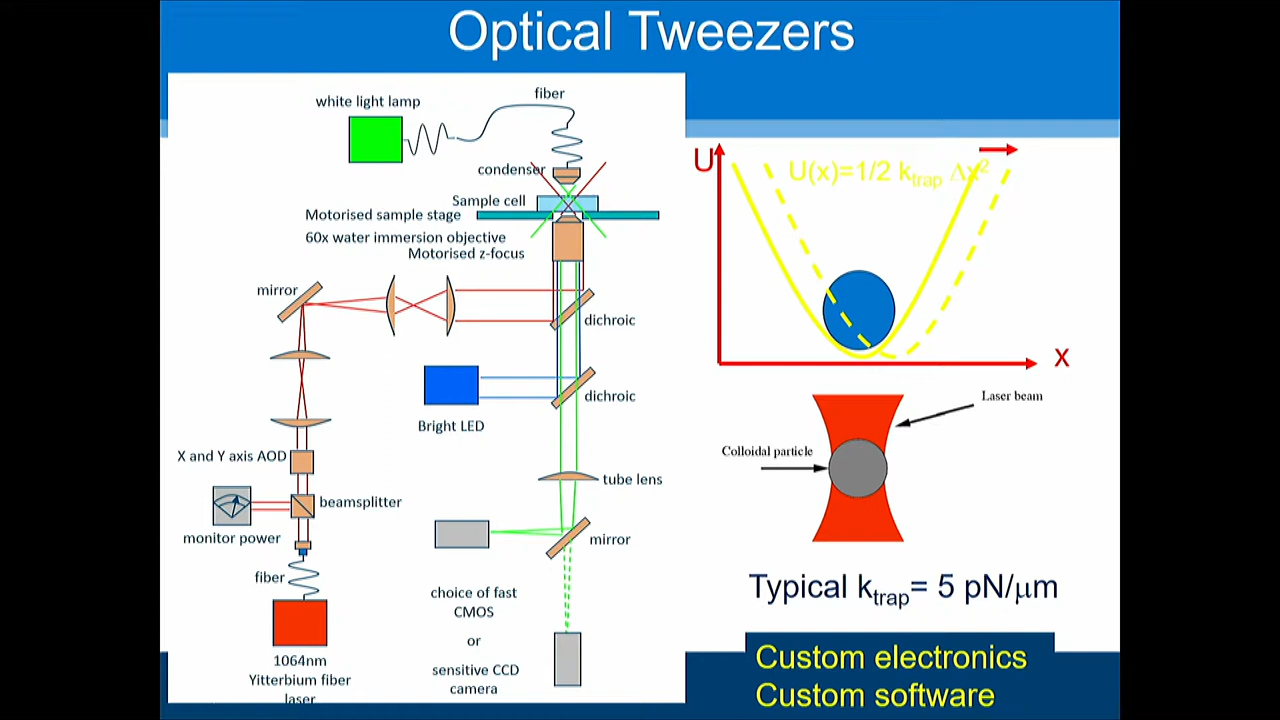 Optical Tweezers
fiber
white light lamp
condenser
Sample cell
Motorised sample stage
60x water immersion objective
Motorised z-focus
mirror
dichroic
dichroic
Bright LED
X and Y axis AOD
tube lens
beamsplitter
monitor power
mirror
fiber
choice of fast
CMOS
or
sensitive CCD
camera
1064nm
Yitterbium fiber
laser
U
U(x)=1/2 ktrap Δx²
x
Laser beam
Colloidal particle
Typical ktrap= 5 pN/μm
Custom electronics
Custom software